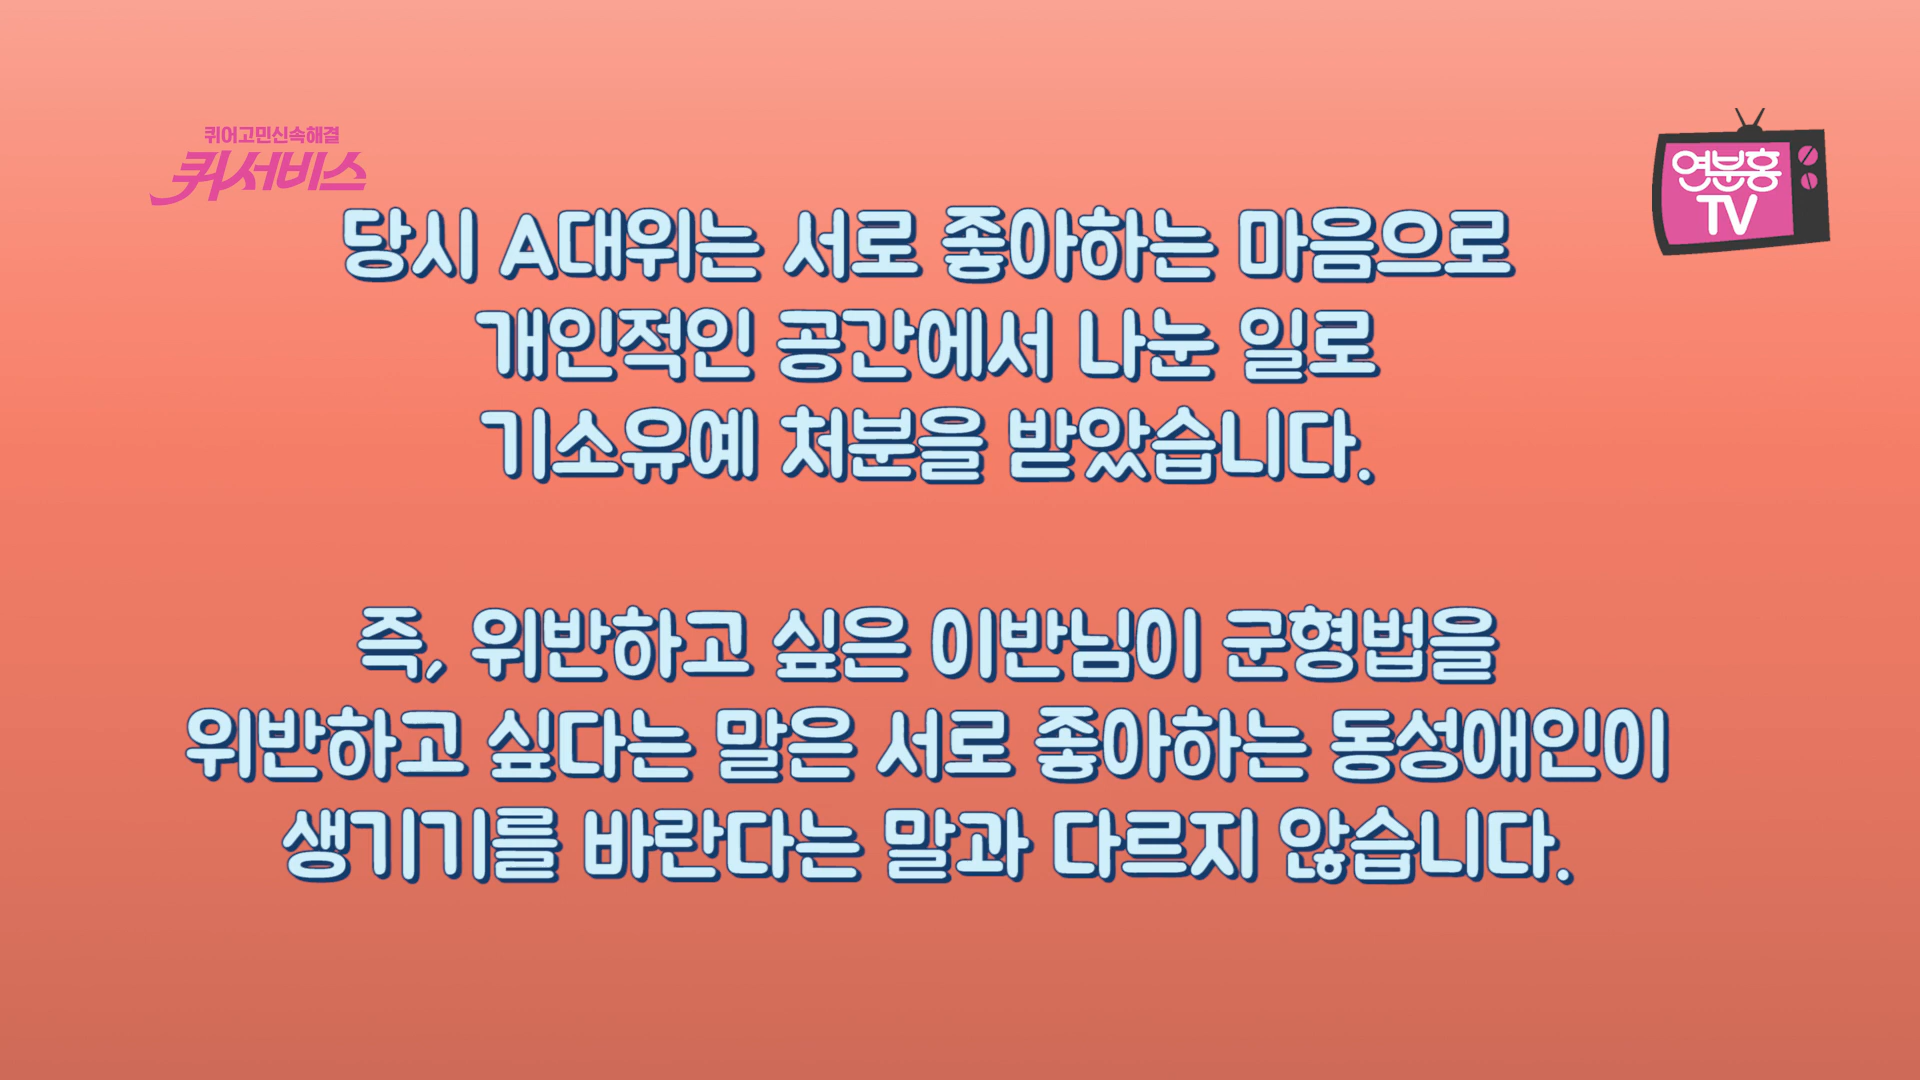 퀴어고민신속해결
퀴서비스
연분홍
TV
당시 A대위는 서로 좋아하는 마음으로
개인적인 공간에서 나눈 일로
기소유예 처분을 받았습니다.
즉, 위반하고 싶은 이반님이 군형법을
위반하고 싶다는 말은 서로 좋아하는 동성애인이
생기기를 바란다는 말과 다르지 않습니다.